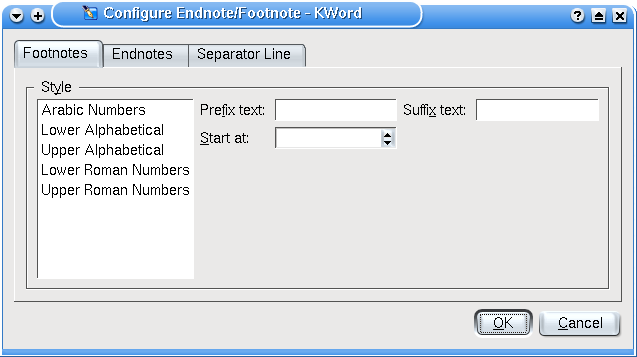 Configure Endnote/Footnote - KWord
Footnotes Endnotes Separator Line
Style
Arabic Numbers
Lower Alphabetical
Upper Alphabetical
Lower Roman Numbers
Upper Roman Numbers
Prefix text: Suffix text:
Start at:
OK Cancel